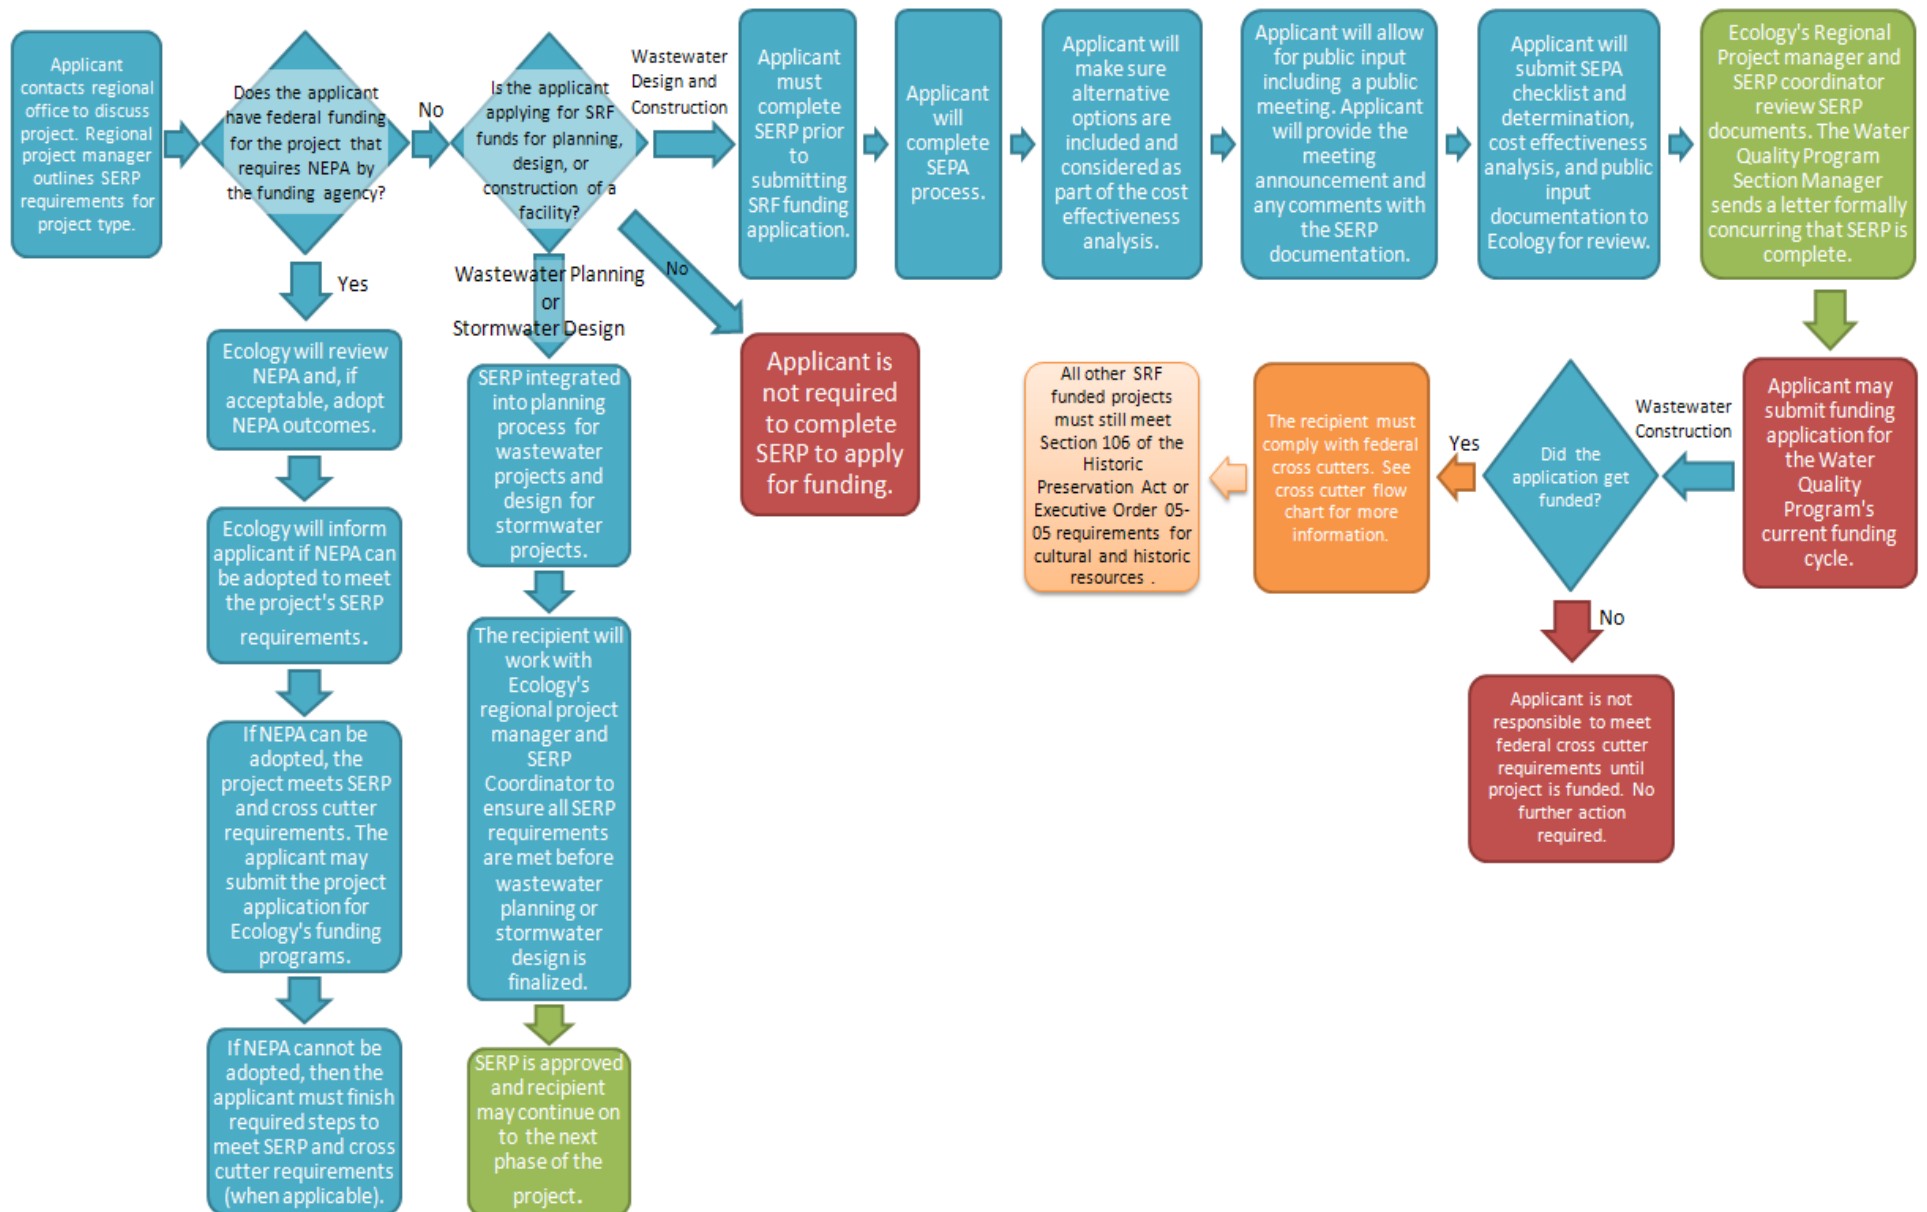 Applicant
contacts regional
office to discuss
project. Regional
project manager
outlines SERP
requirements for
project type.
Does the applicant
have federal funding
for the project that
requires NEPA by
the funding agency?
No
Is the applicant
applying for SRF
funds for planning,
design, or
construction of a
facility?
Wastewater
Design and
Construction
Applicant
must
complete
SERP prior
to
submitting
SRF funding
application.
Applicant
will
complete
SEPA
process.
Applicant will
make sure
alternative
options are
included and
considered as
part of the cost
effectiveness
analysis.
Applicant will allow
for public input
including a public
meeting. Applicant
will provide the
meeting
announcement and
any comments with
the SERP
documentation.
Applicant will
submit SEPA
checklist and
determination,
cost effectiveness
analysis, and public
input
documentation to
Ecology for review.
Ecology's Regional
Project manager and
SERP coordinator
review SERP
documents. The Water
Quality Program
Section Manager
sends a letter formally
concurring that SERP is
complete.
Yes
Ecology will review
NEPA and, if
acceptable, adopt
NEPA outcomes.
Ecology will inform
applicant if NEPA can
be adopted to meet
the project's SERP
requirements.
If NEPA can be
adopted, the
project meets SERP
and cross cutter
requirements. The
applicant may
submit the project
application for
Ecology's funding
programs.
If NEPA cannot be
adopted, then the
applicant must finish
required steps to
meet SERP and cross
cutter requirements
(when applicable).
Wastewater Planning
or
Stormwater Design
SERP integrated
into planning
process for
wastewater
projects and
design for
stormwater
projects.
The recipient will
work with
Ecology's
regional project
manager and
SERP
Coordinator to
ensure all SERP
requirements
are met before
wastewater
planning or
stormwater
design is
finalized.
SERP is approved
and recipient
may continue on
to the next
phase of the
project.
No
Applicant is
not required
to complete
SERP to apply
for funding.
Applicant may
submit funding
application for
the Water
Quality
Program's
current funding
cycle.
Wastewater
Construction
Did the
application get
funded?
Yes
The recipient must
comply with federal
cross cutters. See
cross cutter flow
chart for more
information.
All other SRF
funded projects
must still meet
Section 106 of the
Historic
Preservation Act or
Executive Order 05-
05 requirements for
cultural and historic
resources .
No
Applicant is not
responsible to meet
federal cross cutter
requirements until
project is funded. No
further action
required.